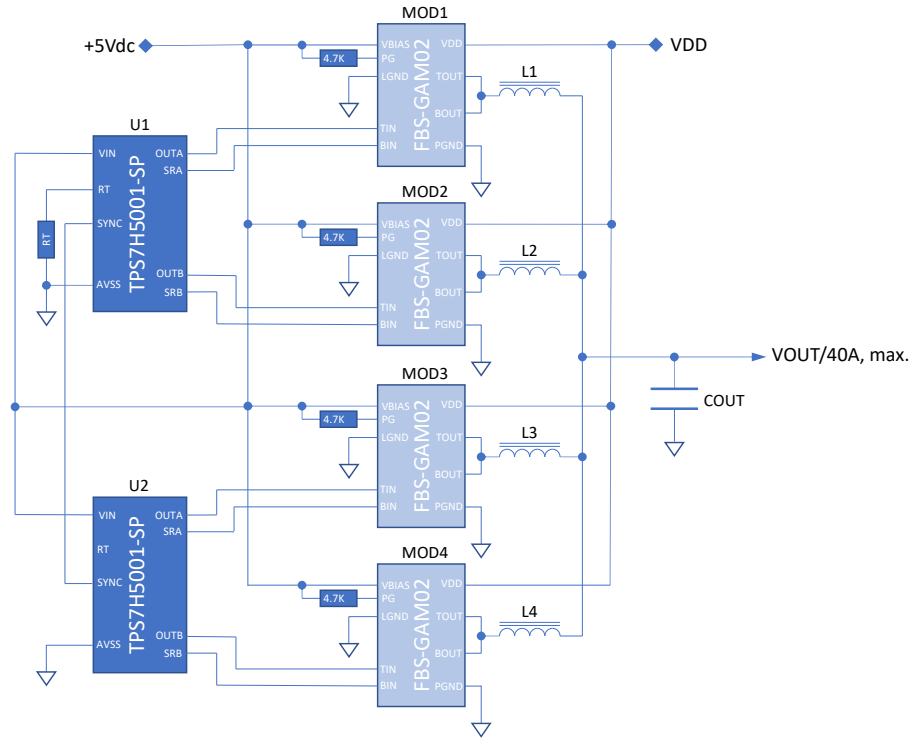 MOD1
+5Vdc
VBIAS
VDD
VDD
4.7K
PG
LGND
TOUT
L1
BOUT
FBS-GAM02
U1
TIN
BIN
PGND
VIN
OUTA
SRA
RT
SYNC
RT
TPS7H5001-SP
AVSS
OUTB
SRB
MOD2
VBIAS
VDD
4.7K
PG
LGND
TOUT
L2
BOUT
FBS-GAM02
TIN
BIN
PGND
VOUT/40A, max.
COUT
MOD3
VBIAS
VDD
4.7K
PG
LGND
TOUT
L3
BOUT
FBS-GAM02
U2
TIN
BIN
PGND
VIN
OUTA
SRA
RT
SYNC
TPS7H5001-SP
AVSS
OUTB
SRB
MOD4
VBIAS
VDD
4.7K
PG
LGND
TOUT
L4
BOUT
FBS-GAM02
TIN
BIN
PGND